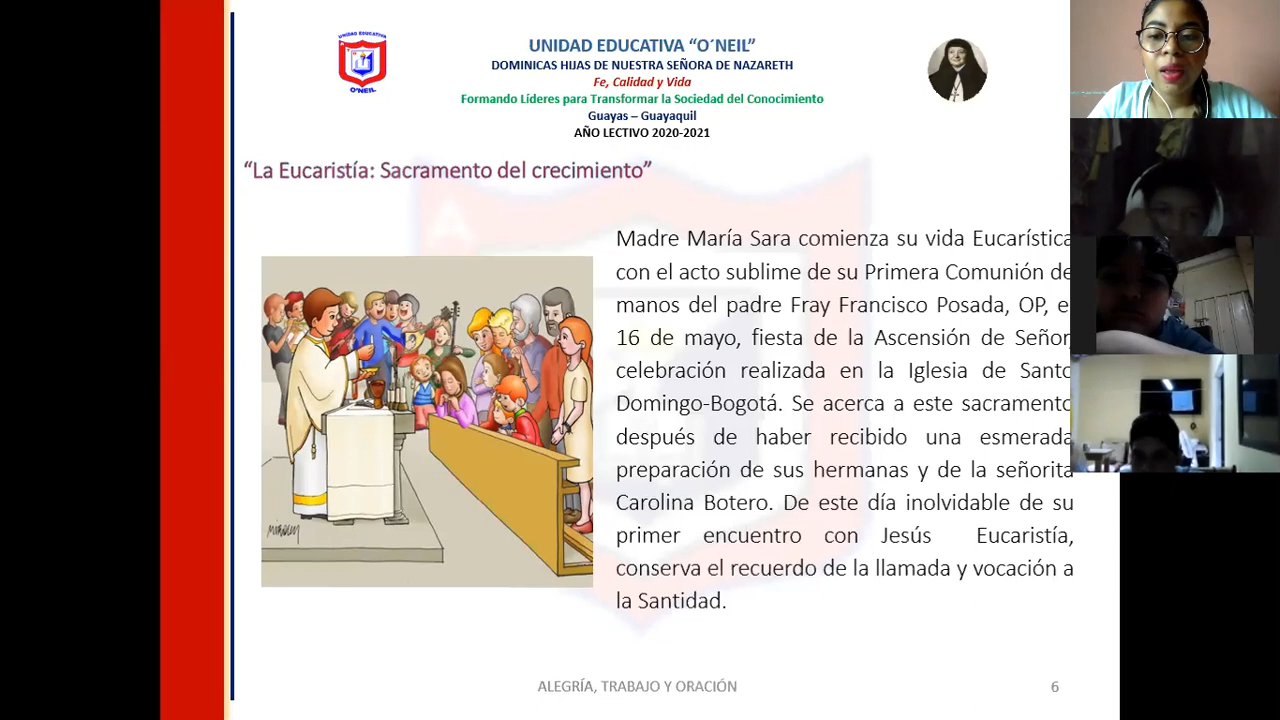 UNIDAD EDUCATIVA
O´NEIL
UNIDAD EDUCATIVA “O´NEIL”
DOMINICAS HIJAS DE NUESTRA SEÑORA DE NAZARETH
Fe, Calidad y Vida
Formando Líderes para Transformar la Sociedad del Conocimiento
Guayas – Guayaquil
AÑO LECTIVO 2020-2021
“La Eucaristía: Sacramento del crecimiento”
Madre María Sara comienza su vida Eucarística
con el acto sublime de su Primera Comunión de
manos del padre Fray Francisco Posada, OP, e
16 de mayo, fiesta de la Ascensión de Señor,
celebración realizada en la Iglesia de Santo
Domingo-Bogotá. Se acerca a este sacramento
después de haber recibido una esmerada
preparación de sus hermanas y de la señorita
Carolina Botero. De este día inolvidable de su
primer encuentro con Jesús Eucaristía,
conserva el recuerdo de la llamada y vocación a
la Santidad.
ALEGRÍA, TRABAJO Y ORACIÓN
6